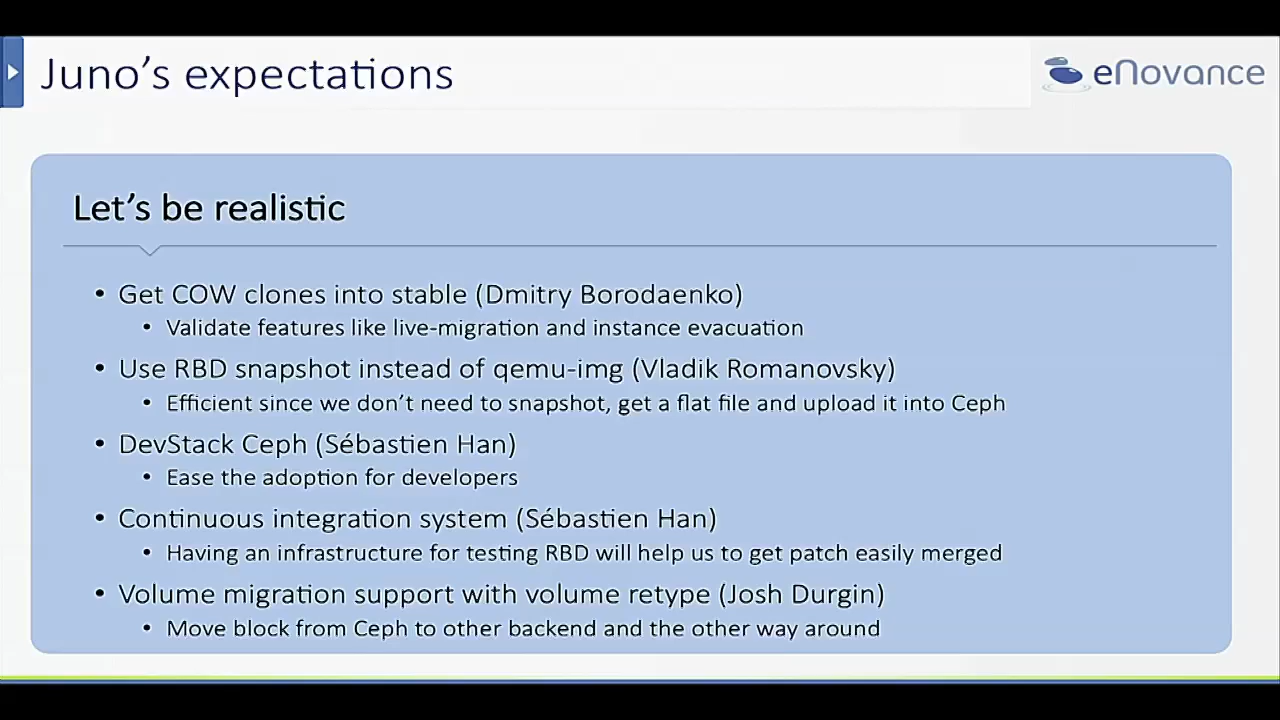 Juno's expectations
eNovance
Let's be realistic
• Get COW clones into stable (Dmitry Borodaenko)
• Validate features like live-migration and instance evacuation
• Use RBD snapshot instead of qemu-img (Vladik Romanovsky)
• Efficient since we don't need to snapshot, get a flat file and upload it into Ceph
• DevStack Ceph (Sébastien Han)
• Ease the adoption for developers
• Continuous integration system (Sébastien Han)
• Having an infrastructure for testing RBD will help us to get patch easily merged
• Volume migration support with volume retype (Josh Durgin)
• Move block from Ceph to other backend and the other way around